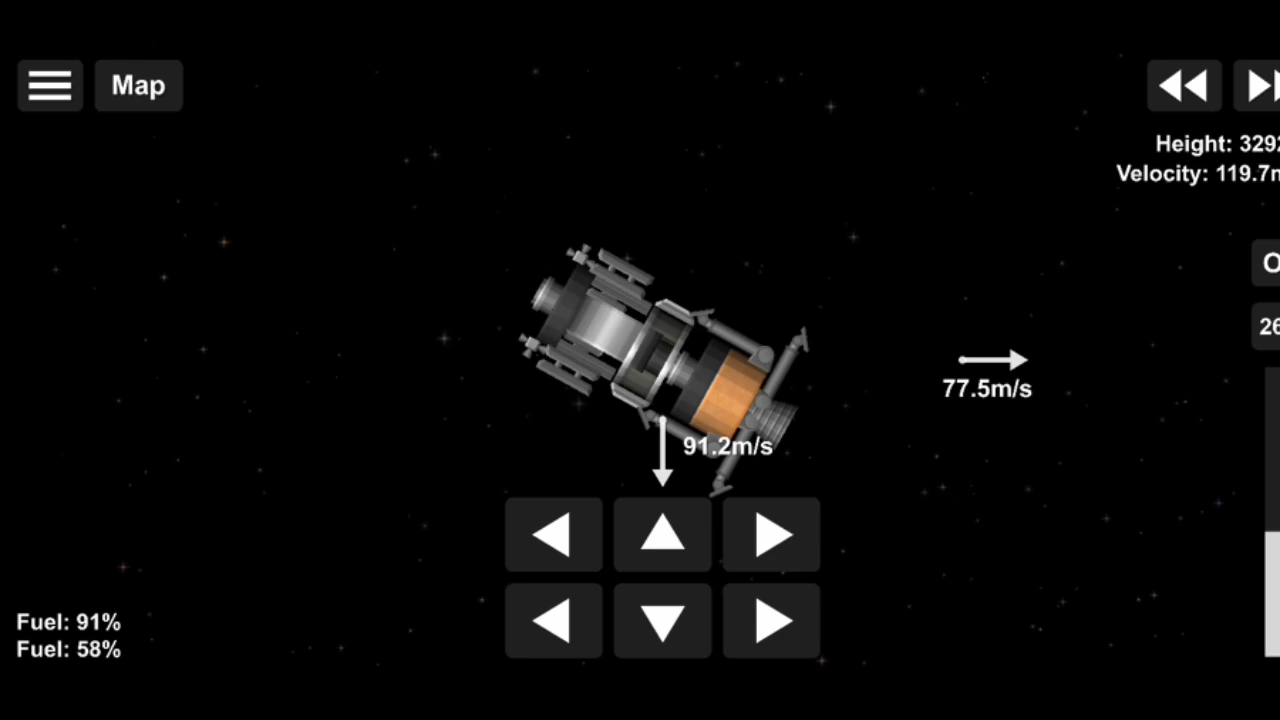 Map
Height: 3292
Velocity: 119.7m
26
77.5m/s
91.2m/s
Fuel: 91%
Fuel: 58%